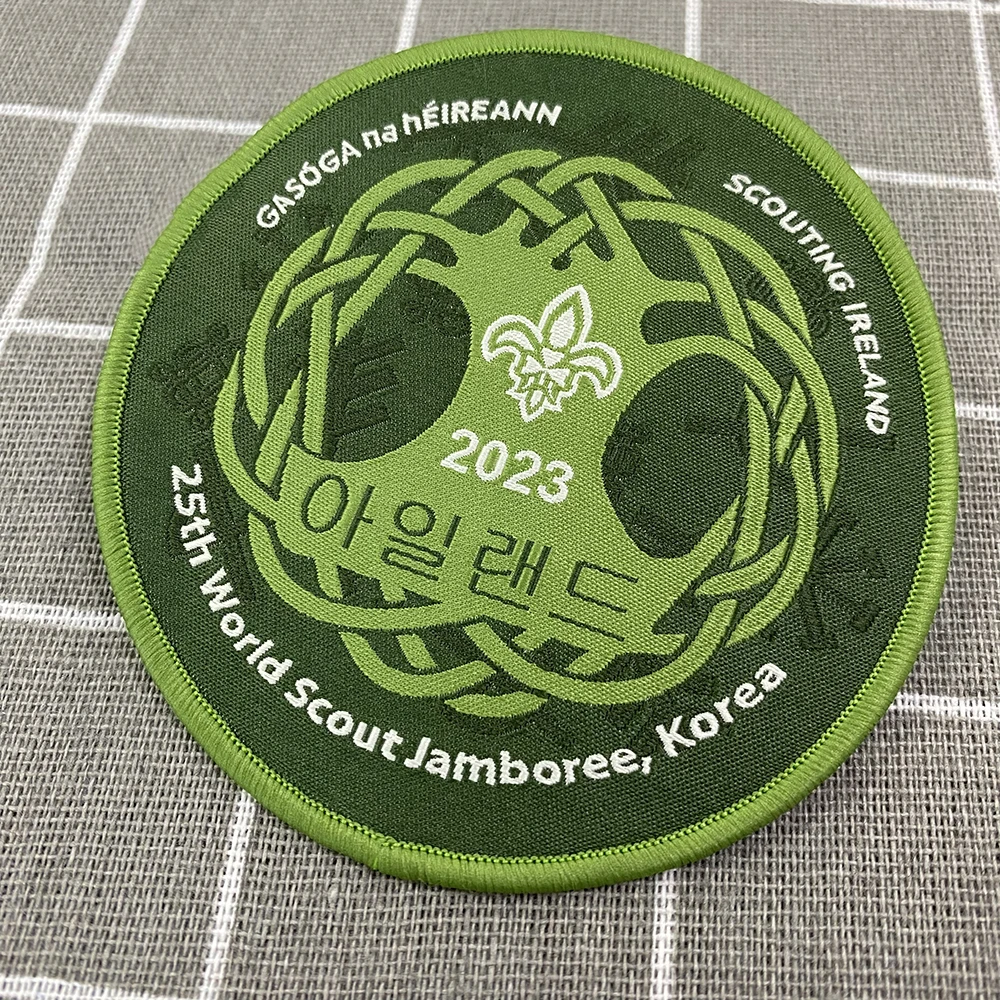 GASÓGA na hÉIREANN
SCOUTING IRELAND
2023
아일랜드
25th World Scout Jamboree, Korea